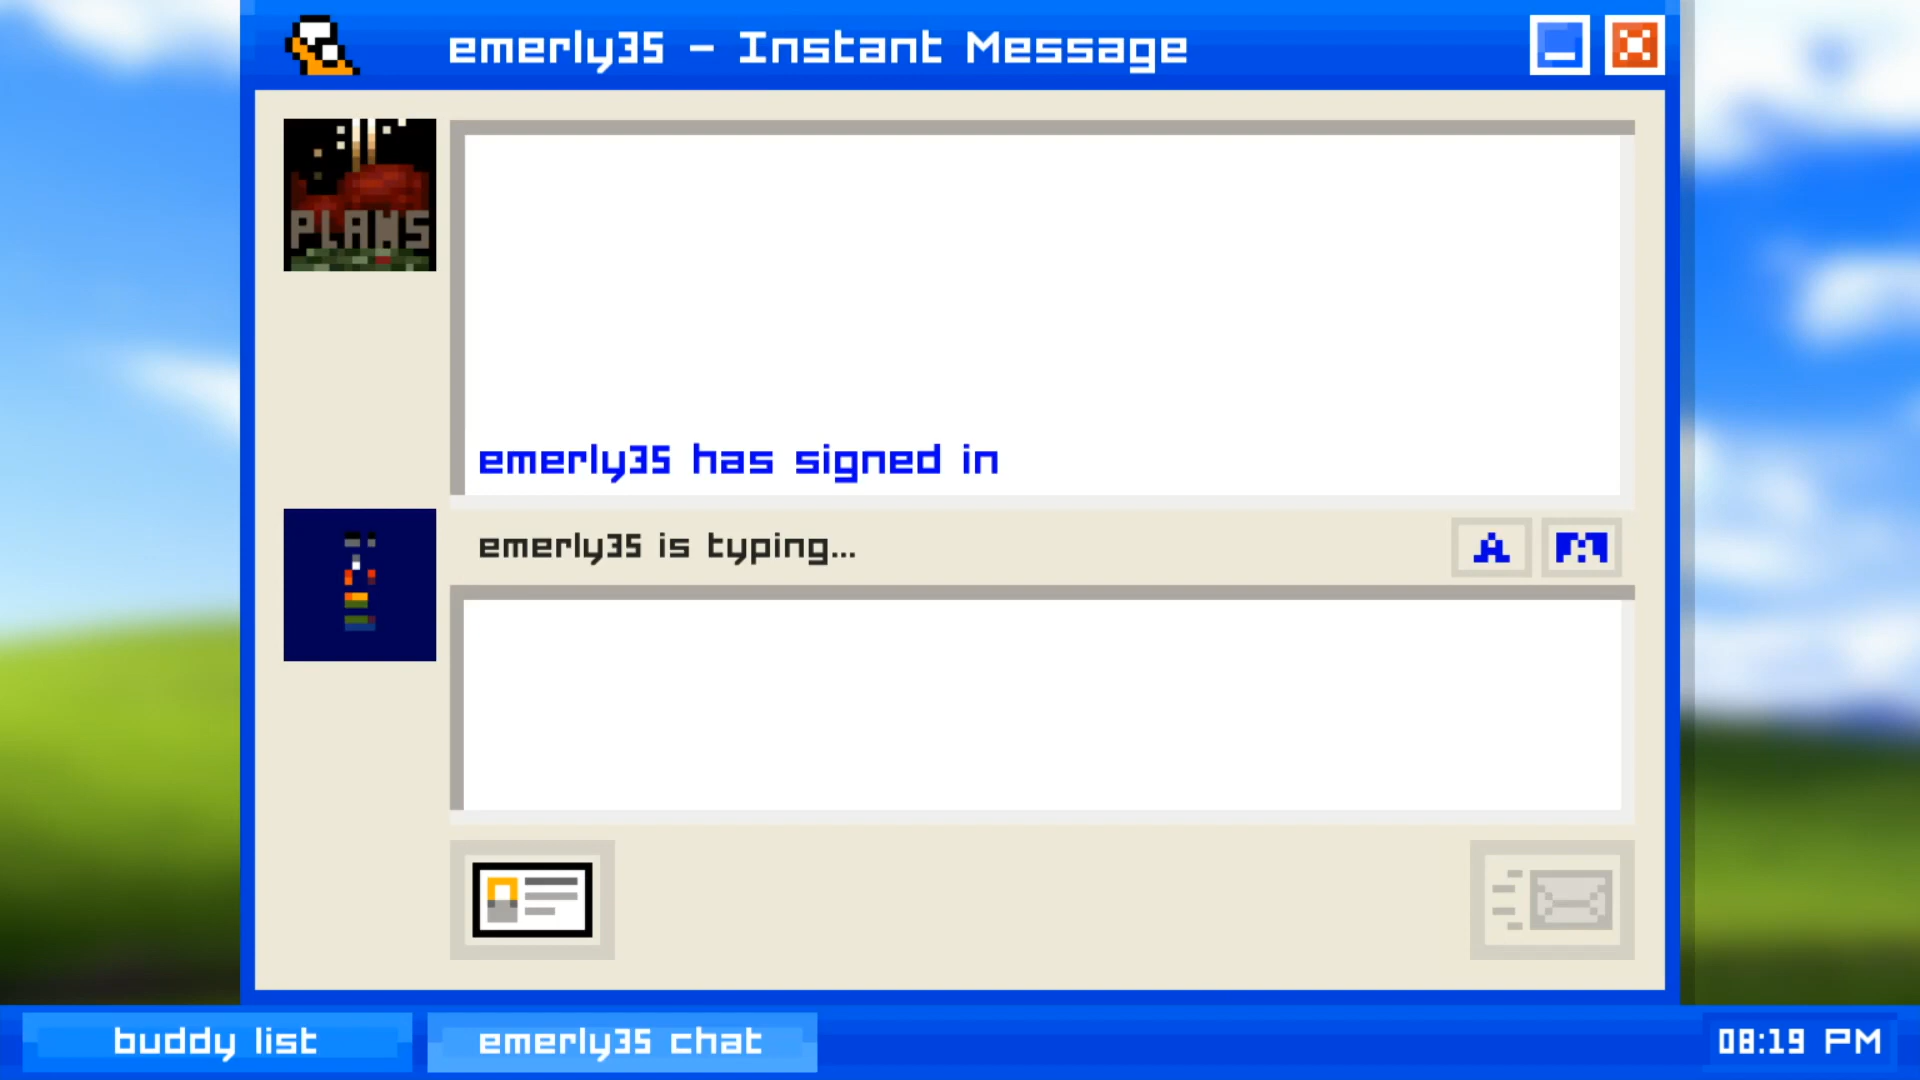 emerly35 - Instant Message
PLANS
emerly35 has signed in
emerly35 is typing...
A
buddy list
emerly35 chat
08:19 PM